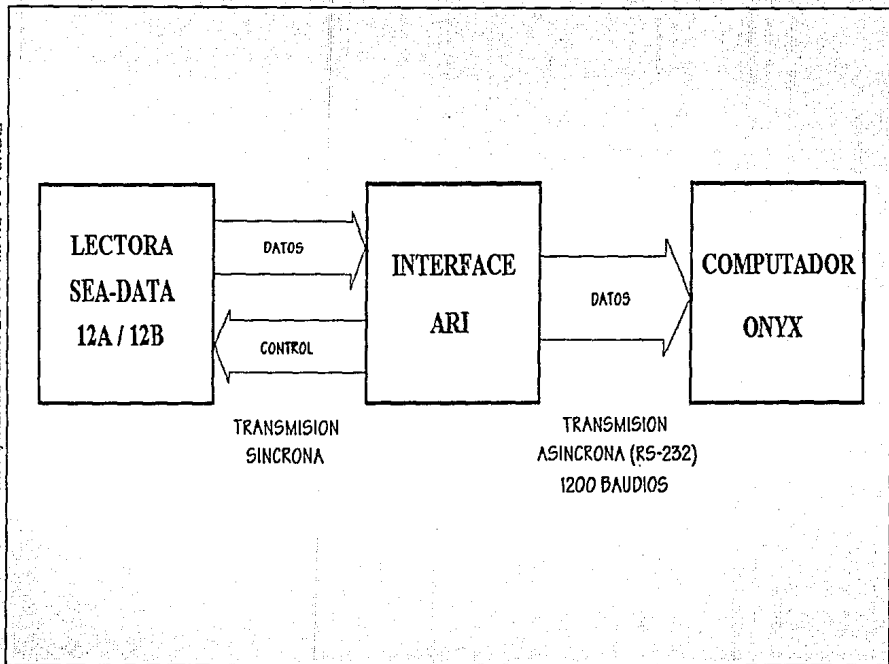 LECTORA
SEA-DATA
12A / 12B
DATOS
CONTROL
INTERFACE
ARI
DATOS
COMPUTADOR
ONYX
TRANSMISION
SINCRONA
TRANSMISION
ASINCRONA (RS-232)
1200 BAUDIOS